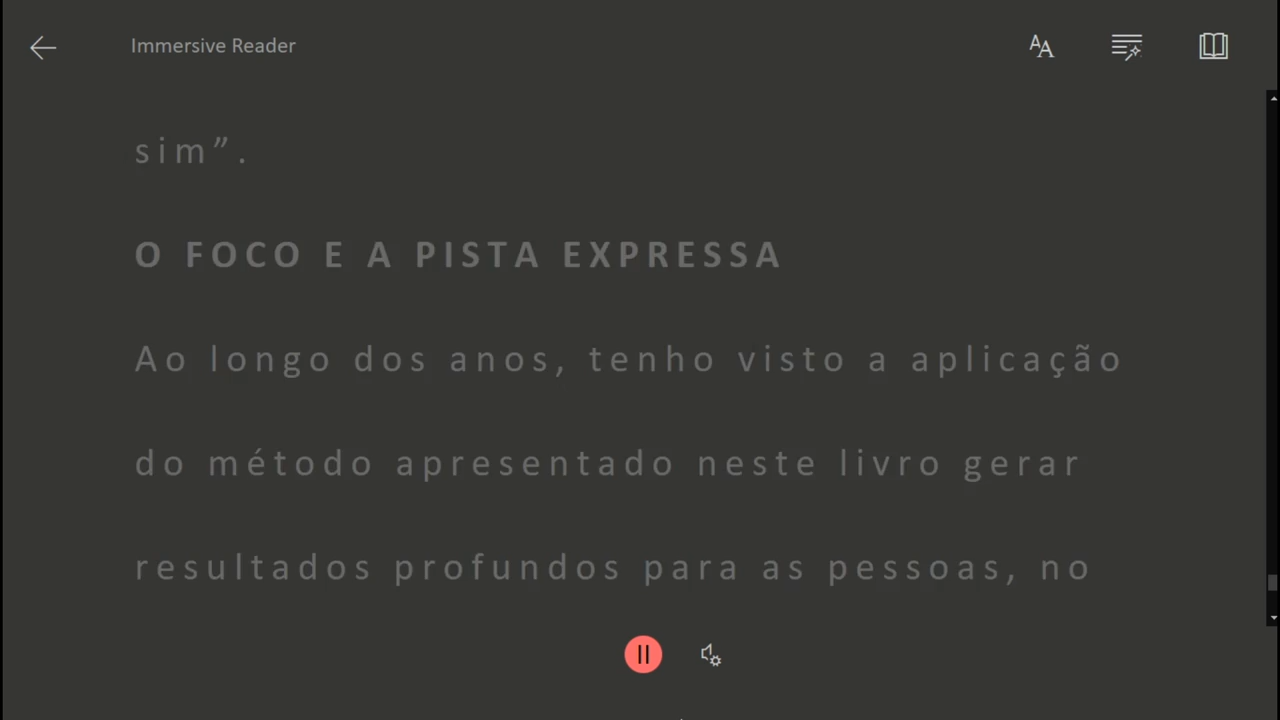 Immersive Reader
sim”.
O FOCO E A PISTA EXPRESSA
Ao longo dos anos, tenho visto a aplicação
do método apresentado neste livro gerar
resultados profundos para as pessoas, no